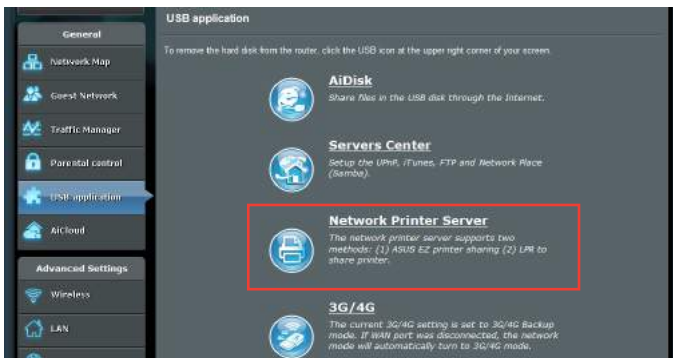 General
Network Map
Guest Network
Traffic Manager
Parental control
USB application
AiCloud
Advanced Settings
Wireless
LAN
USB application
To remove the hard disk from the router, click the USB icon at the upper right corner of your screen.
AiDisk
Share files in the USB disk through the Internet.
Servers Center
Setup the UPnP, iTunes, FTP and Network Place
(Samba).
Network Printer Server
The network printer server supports two
methods: (1) ASUS EZ printer sharing (2) LPR to
share printer.
3G/4G
The current 3G/4G setting is set to 3G/4G Backup
mode. If WAN port was disconnected, the network
mode will automatically turn to 3G/4G mode.